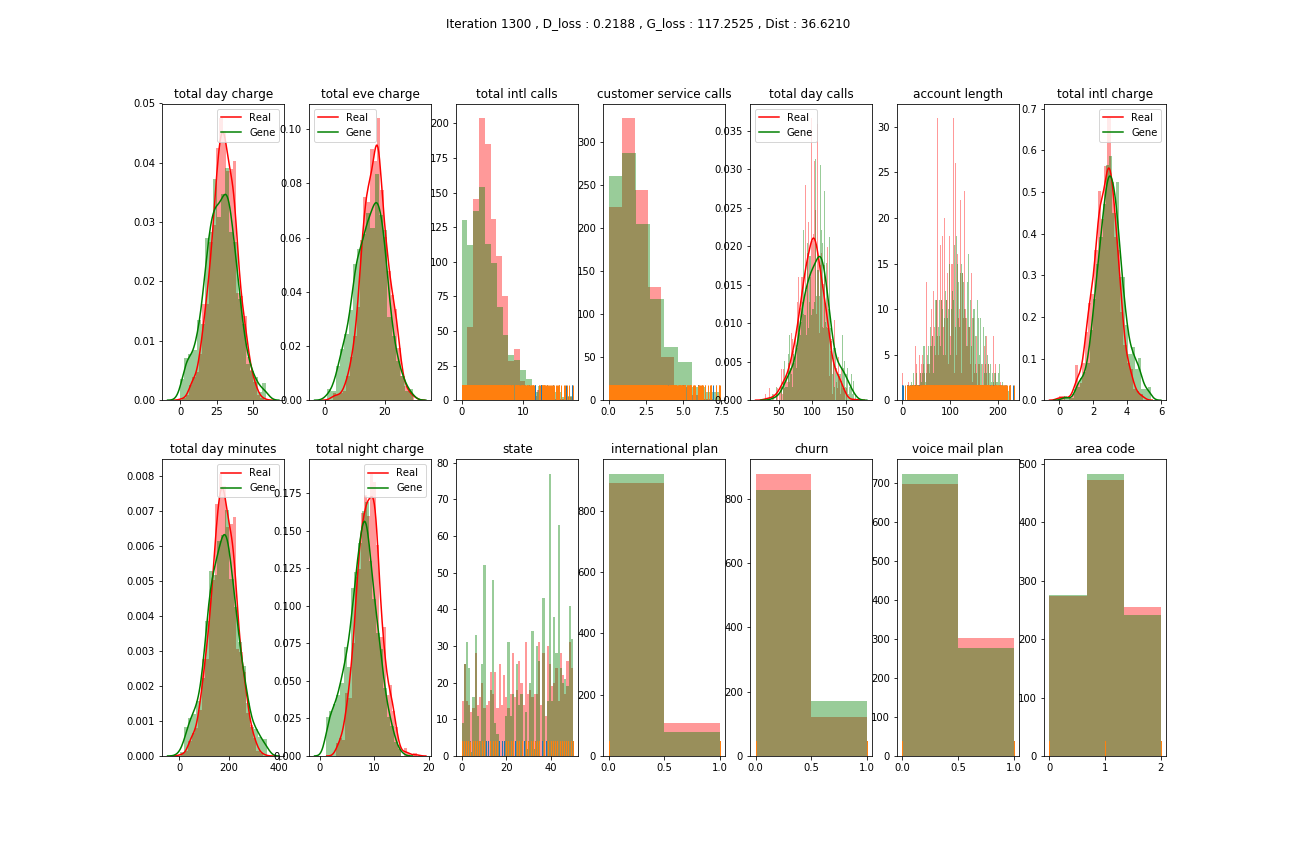 Iteration 1300 , D_loss : 0.2188 , G_loss : 117.2525 , Dist : 36.6210
total day charge
0.05
0.04
0.03
0.02
0.01
0.00
0 25 50
Real
Gene
total eve charge
0.10
0.08
0.06
0.04
0.02
0.00
0 20
Real
Gene
total intl calls
200
175
150
125
100
75
50
25
0
0 10
customer service calls
300
250
200
150
100
50
0
0.0 2.5 5.0 7.5
total day calls
0.035
0.030
0.025
0.020
0.015
0.010
0.005
0.000
50 100 150
Real
Gene
account length
30
25
20
15
10
5
0
0 100 200
total intl charge
0.7
0.6
0.5
0.4
0.3
0.2
0.1
0.0
0 2 4 6
Real
Gene
total day minutes
0.008
0.007
0.006
0.005
0.004
0.003
0.002
0.001
0.000
0 200 400
Real
Gene
total night charge
0.175
0.150
0.125
0.100
0.075
0.050
0.025
0.000
0 10 20
Real
Gene
state
80
70
60
50
40
30
20
10
0
0 20 40
international plan
800
600
400
200
0
0.0 0.5 1.0
churn
800
600
400
200
0
0.0 0.5 1.0
voice mail plan
700
600
500
400
300
200
100
0
0.0 0.5 1.0
area code
500
400
300
200
100
0
0 1 2